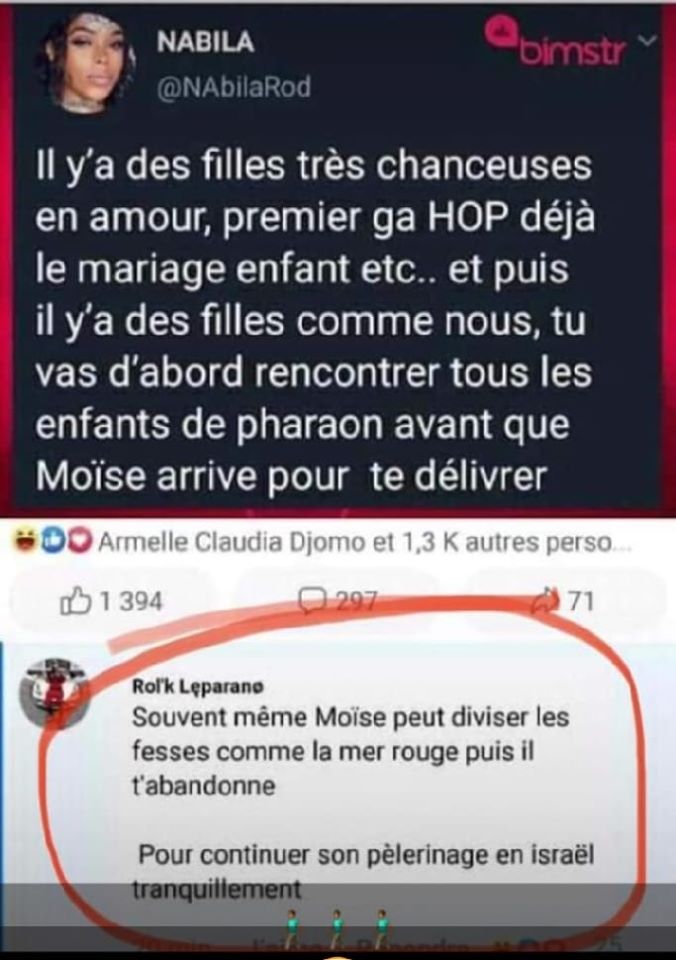 NABILA
bimstr
@NAbilaRod
Il y'a des filles très chanceuses
en amour, premier ga HOP déjà
le mariage enfant etc.. et puis
il y'a des filles comme nous, tu
vas d'abord rencontrer tous les
enfants de pharaon avant que
Moïse arrive pour te délivrer
Armelle Claudia Djomo et 1,3 K autres perso...
1 394
297
71
Rol'k Lęparanø
Souvent même Moïse peut diviser les
fesses comme la mer rouge puis il
t'abandonne
Pour continuer son pèlerinage en israël
tranquillement